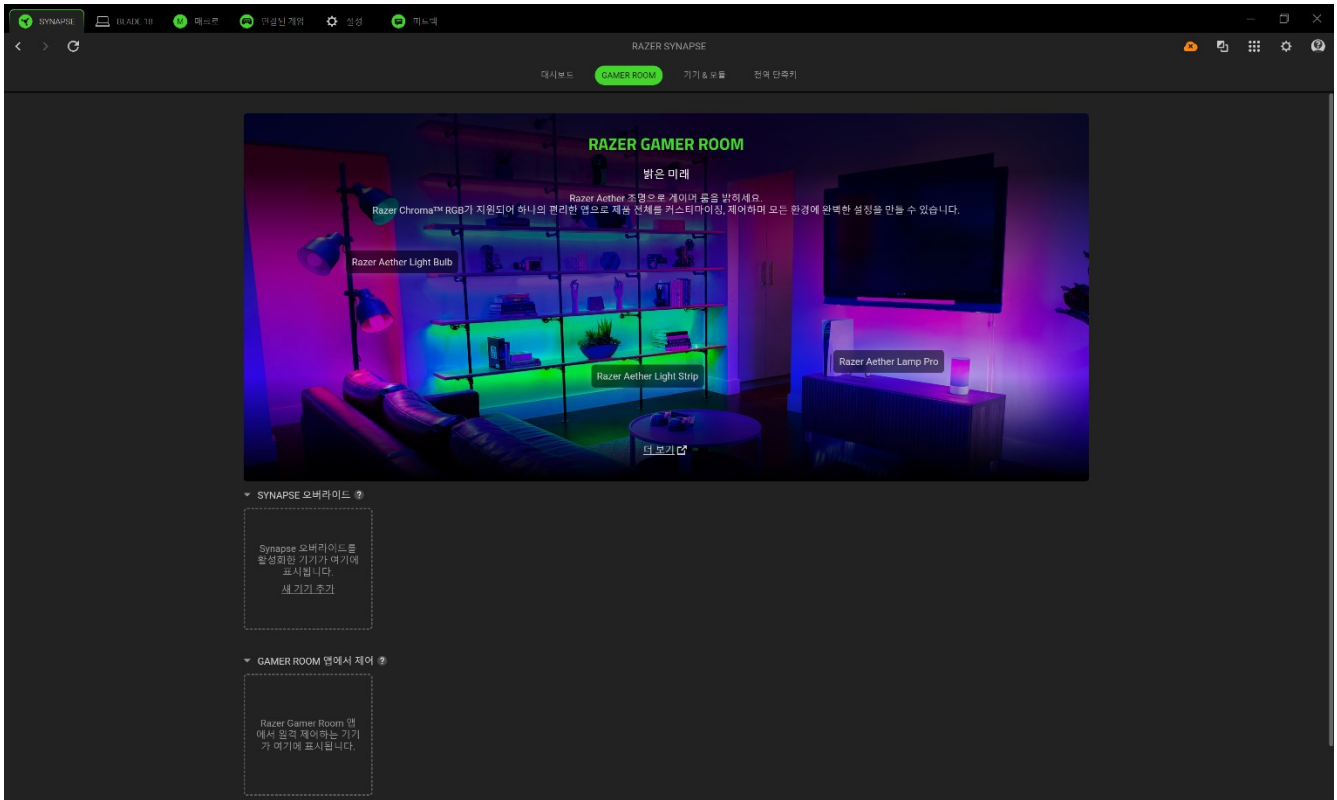 SYNAPSE
BLADE 18
매크로
연결된 게임
설정
피드백
RAZER SYNAPSE
대시보드
GAMER ROOM
기기 & 모듈
전역 단축키
RAZER GAMER ROOM
밝은 미래
Razer Aether 조명으로 게이머 룸을 밝히세요.
Razer Chroma™ RGB가 지원되어 하나의 편리한 앱으로 제품 전체를 커스터마이징, 제어하며 모든 환경에 완벽한 설정을 만들 수 있습니다.
Razer Aether Light Bulb
Razer Aether Lamp Pro
Razer Aether Light Strip
더 보기
SYNAPSE 오버라이드 ?
Synapse 오버라이드를
활성화한 기기가 여기에
표시됩니다.
새 기기 추가
GAMER ROOM 앱에서 제어 ?
Razer Gamer Room 앱
에서 원격 제어하는 기기
가 여기에 표시됩니다.